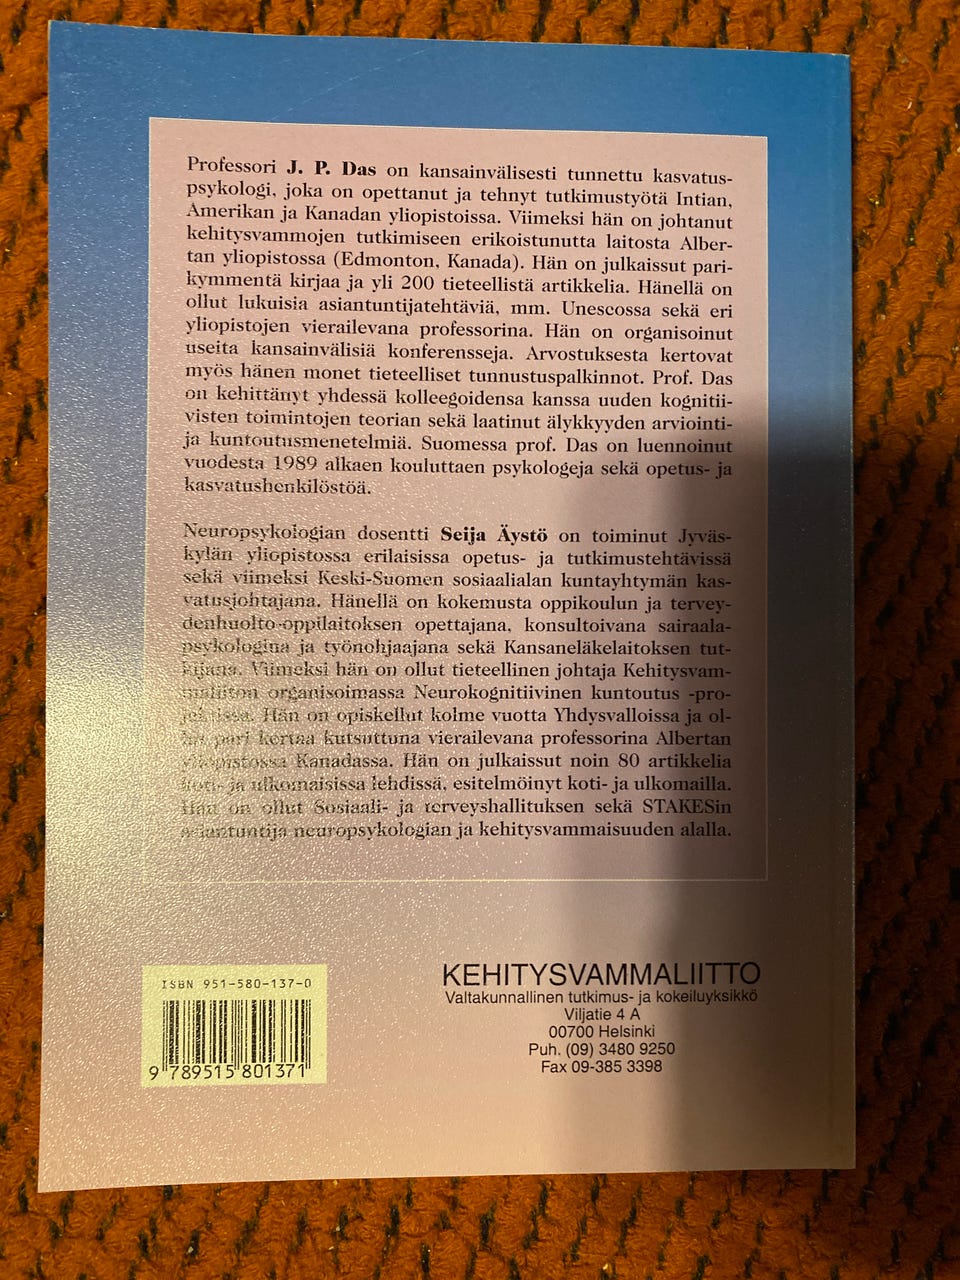 Professori J. P. Das on kansainvälisesti tunnettu kasvatus-
psykologi, joka on opettanut ja tehnyt tutkimustyötä Intian,
Amerikan ja Kanadan yliopistoissa. Viimeksi hän on johtanut
kehitysvammojen tutkimiseen erikoistunutta laitosta Alber-
tan yliopistossa (Edmonton, Kanada). Hän on julkaissut pari-
kymmentä kirjaa ja yli 200 tieteellistä artikkelia. Hänellä on
ollut lukuisia asiantuntijatehtäviä, mm. Unescossa sekä eri
yliopistojen vierailevana professorina. Hän on organisoinut
useita kansainvälisiä konferensseja. Arvostuksesta kertovat
myös hänen monet tieteelliset tunnustuspalkinnot. Prof. Das
on kehittänyt yhdessä kolleegoidensa kanssa uuden kognitii-
visten toimintojen teorian sekä laatinut älykkyyden arviointi-
ja kuntoutusmenetelmiä. Suomessa prof. Das on luennoinut
vuodesta 1989 alkaen kouluttaen psykologeja sekä opetus- ja
kasvatushenkilöstöä.
Neuropsykologian dosentti Seija Äystö on toiminut Jyväs-
kylän yliopistossa erilaisissa opetus- ja tutkimustehtävissä
sekä viimeksi Keski-Suomen sosiaalialan kuntayhtymän kas-
vatusjohtajana. Hänellä on kokemusta oppikoulun ja tervey-
denhuolto-oppilaitoksen opettajana, konsultoivana sairaala-
psykologina ja työnohjaajana sekä Kansaneläkelaitoksen tut-
kijana. Viimeksi hän on ollut tieteellinen johtaja Kehitysvam-
maliiton organisoimassa Neurokognitiivinen kuntoutus -pro-
jektissa. Hän on opiskellut kolme vuotta Yhdysvalloissa ja ol-
lut pari kertaa kutsuttuna vierailevana professorina Albertan
yliopistossa Kanadassa. Hän on julkaissut noin 80 artikkelia
koti- ja ulkomaisissa lehdissä, esitelmöinyt koti- ja ulkomailla.
Hän on ollut Sosiaali- ja terveyshallituksen sekä STAKESin
asiantuntija neuropsykologian ja kehitysvammaisuuden alalla.
ISBN 951-580-137-0
9 789515 801371
KEHITYSVAMMALIITTO
Valtakunnallinen tutkimus- ja kokeiluyksikkö
Viljatie 4 A
00700 Helsinki
Puh. (09) 3480 9250
Fax 09-385 3398